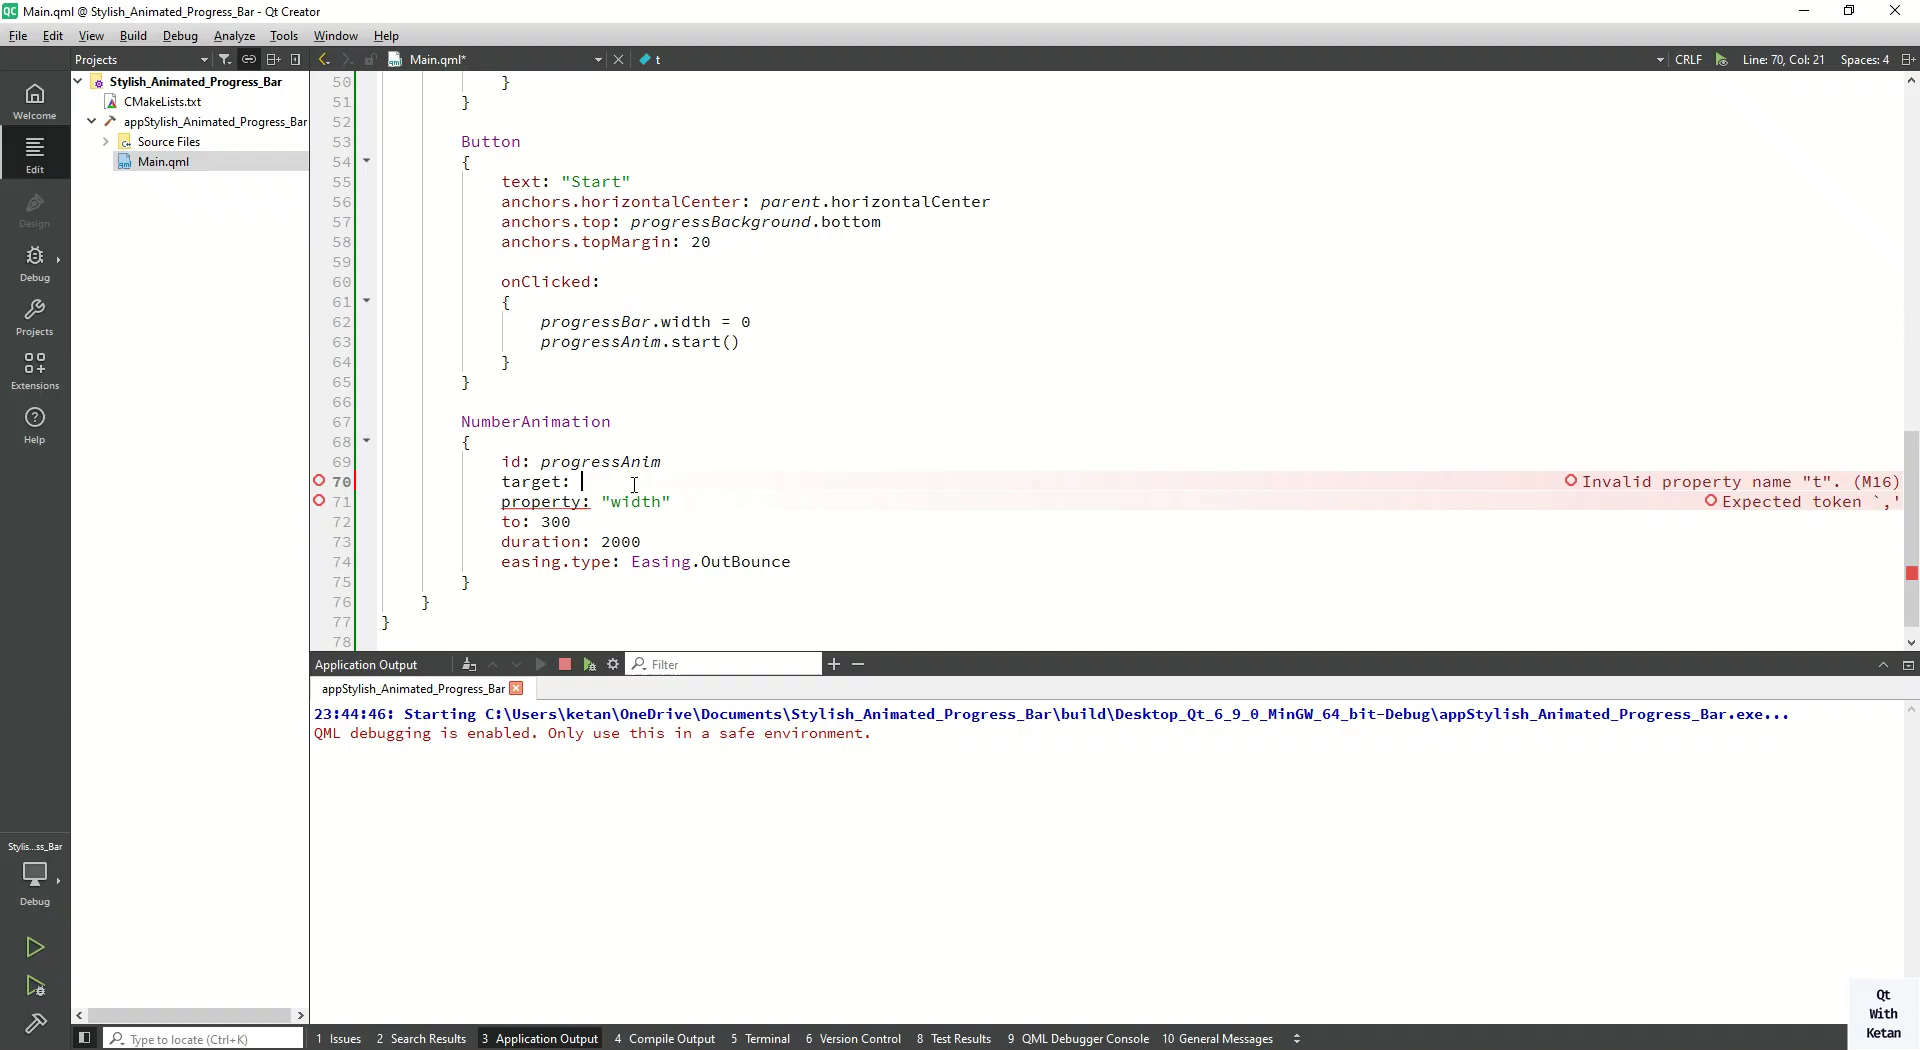 QC Main.qml @ Stylish_Animated_Progress_Bar - Qt Creator
File Edit View Build Debug Analyze Tools Window Help
Projects Main.qml* t CRLF Line: 70, Col: 21 Spaces: 4
Stylish_Animated_Progress_Bar
CMakeLists.txt
appStylish_Animated_Progress_Bar
Source Files
Main.qml
Welcome
Edit
Design
Debug
Projects
Extensions
Help
50 }
51 }
52
53 Button
54 {
55 text: "Start"
56 anchors.horizontalCenter: parent.horizontalCenter
57 anchors.top: progressBackground.bottom
58 anchors.topMargin: 20
59
60 onClicked:
61 {
62 progressBar.width = 0
63 progressAnim.start()
64 }
65 }
66
67 NumberAnimation
68 {
69 id: progressAnim
70 target: Invalid property name "t". (M16)
71 property: "width" Expected token `,'
72 to: 300
73 duration: 2000
74 easing.type: Easing.OutBounce
75 }
76 }
77 }
78
Application Output Filter
appStylish_Animated_Progress_Bar
23:44:46: Starting C:\Users\ketan\OneDrive\Documents\Stylish_Animated_Progress_Bar\build\Desktop_Qt_6_9_0_MinGW_64_bit-Debug\appStylish_Animated_Progress_Bar.exe...
QML debugging is enabled. Only use this in a safe environment.
Stylis...ss_Bar
Debug
Type to locate (Ctrl+K) 1 Issues 2 Search Results 3 Application Output 4 Compile Output 5 Terminal 6 Version Control 8 Test Results 9 QML Debugger Console 10 General Messages
Qt
With
Ketan